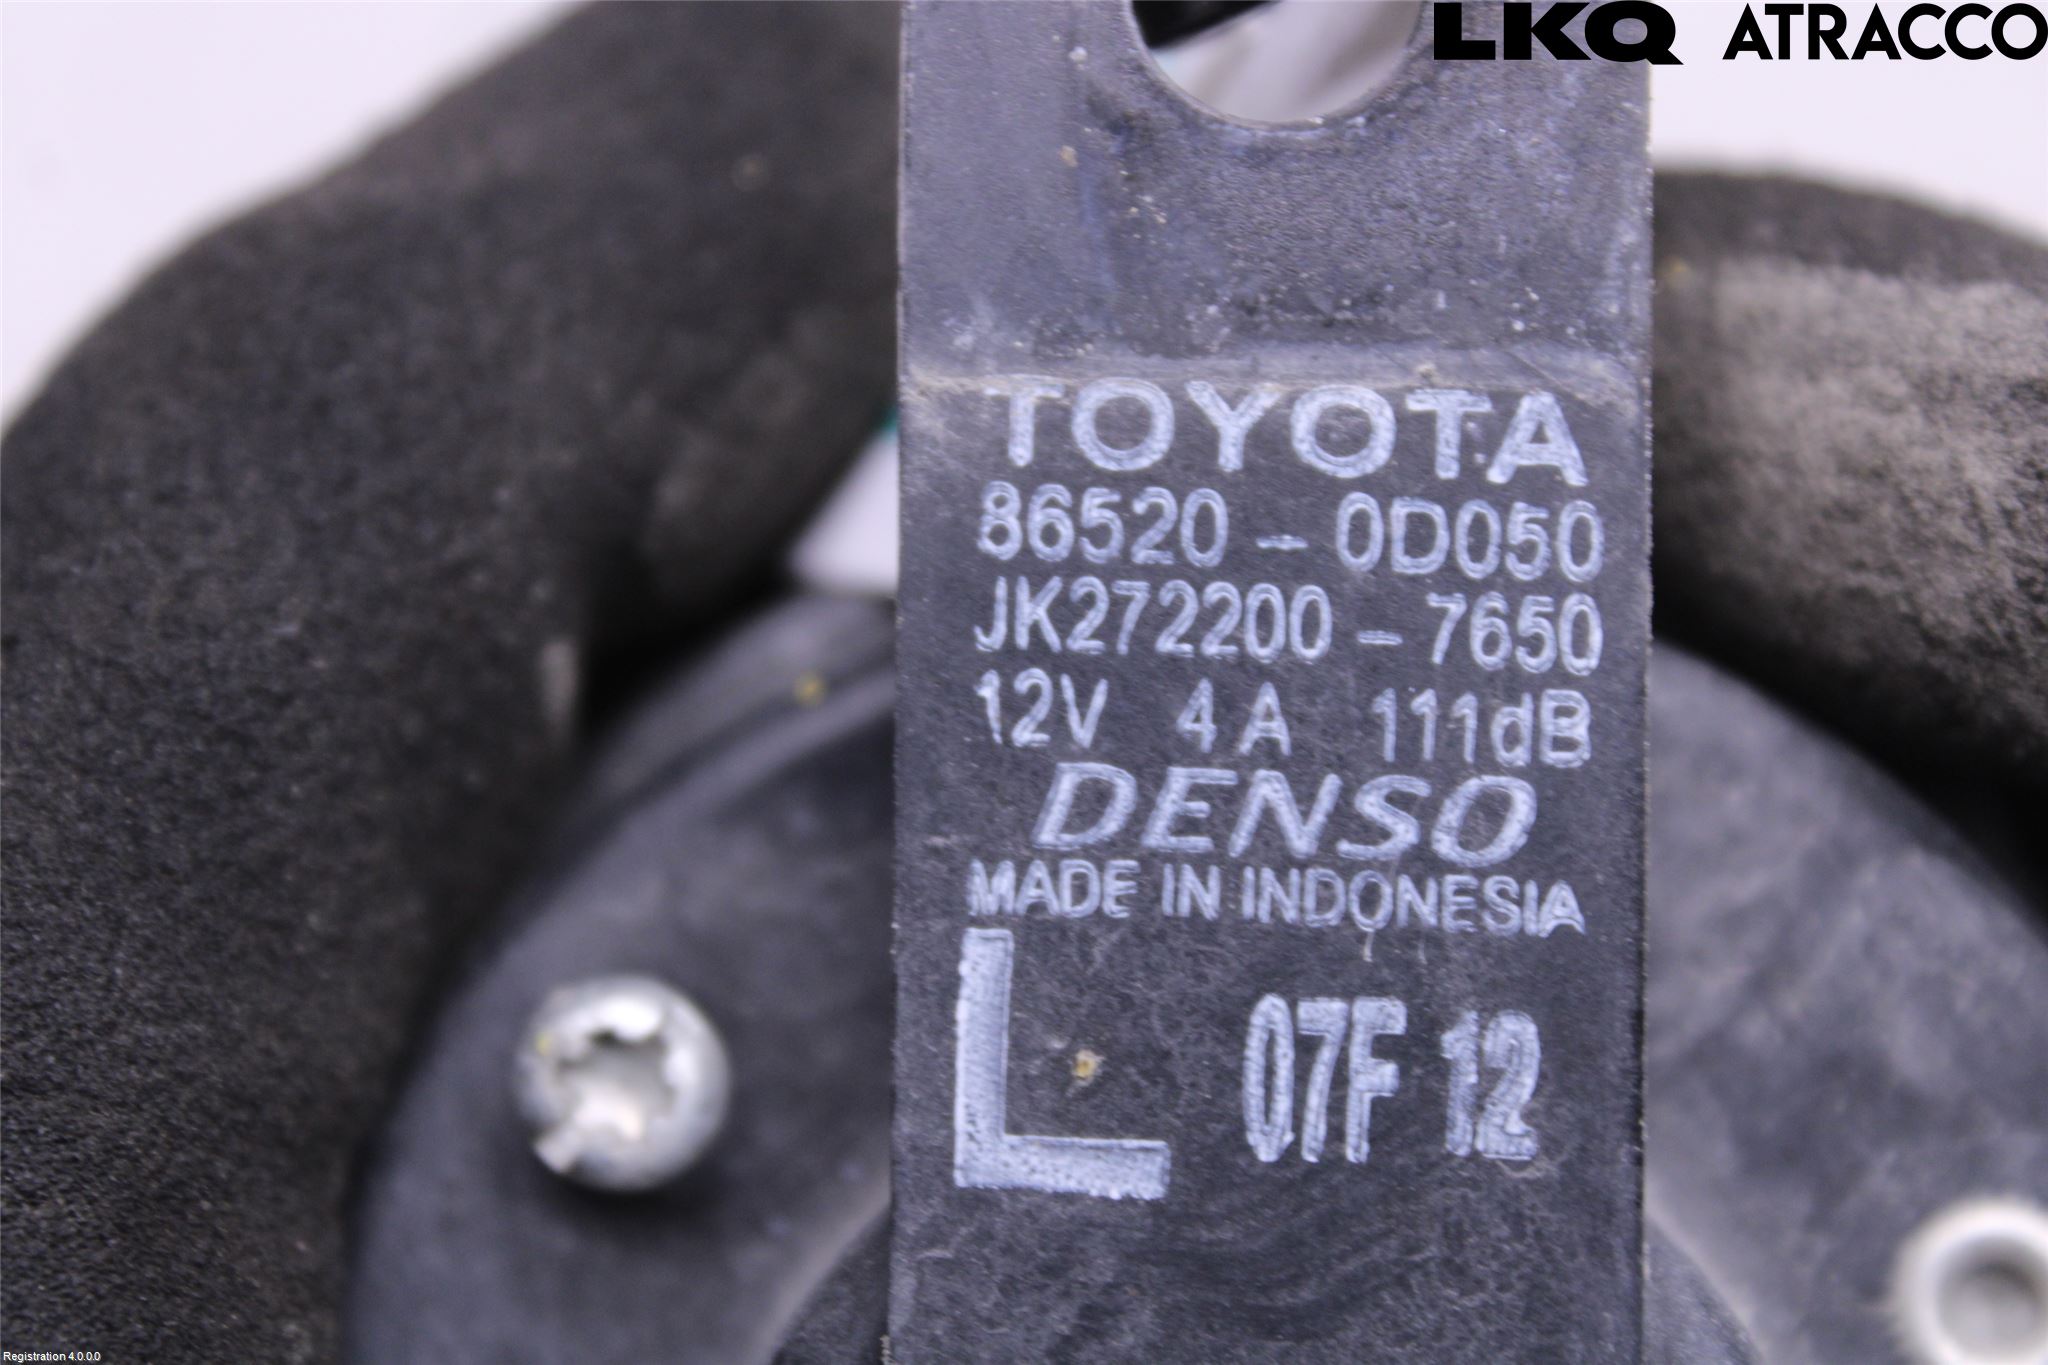 LKQ ATRACCO
TOYOTA
86520-0D050
JK272200-7650
12V 4A 111dB
DENSO
MADE IN INDONESIA
L 07F 12
Registration 4.0.0.0